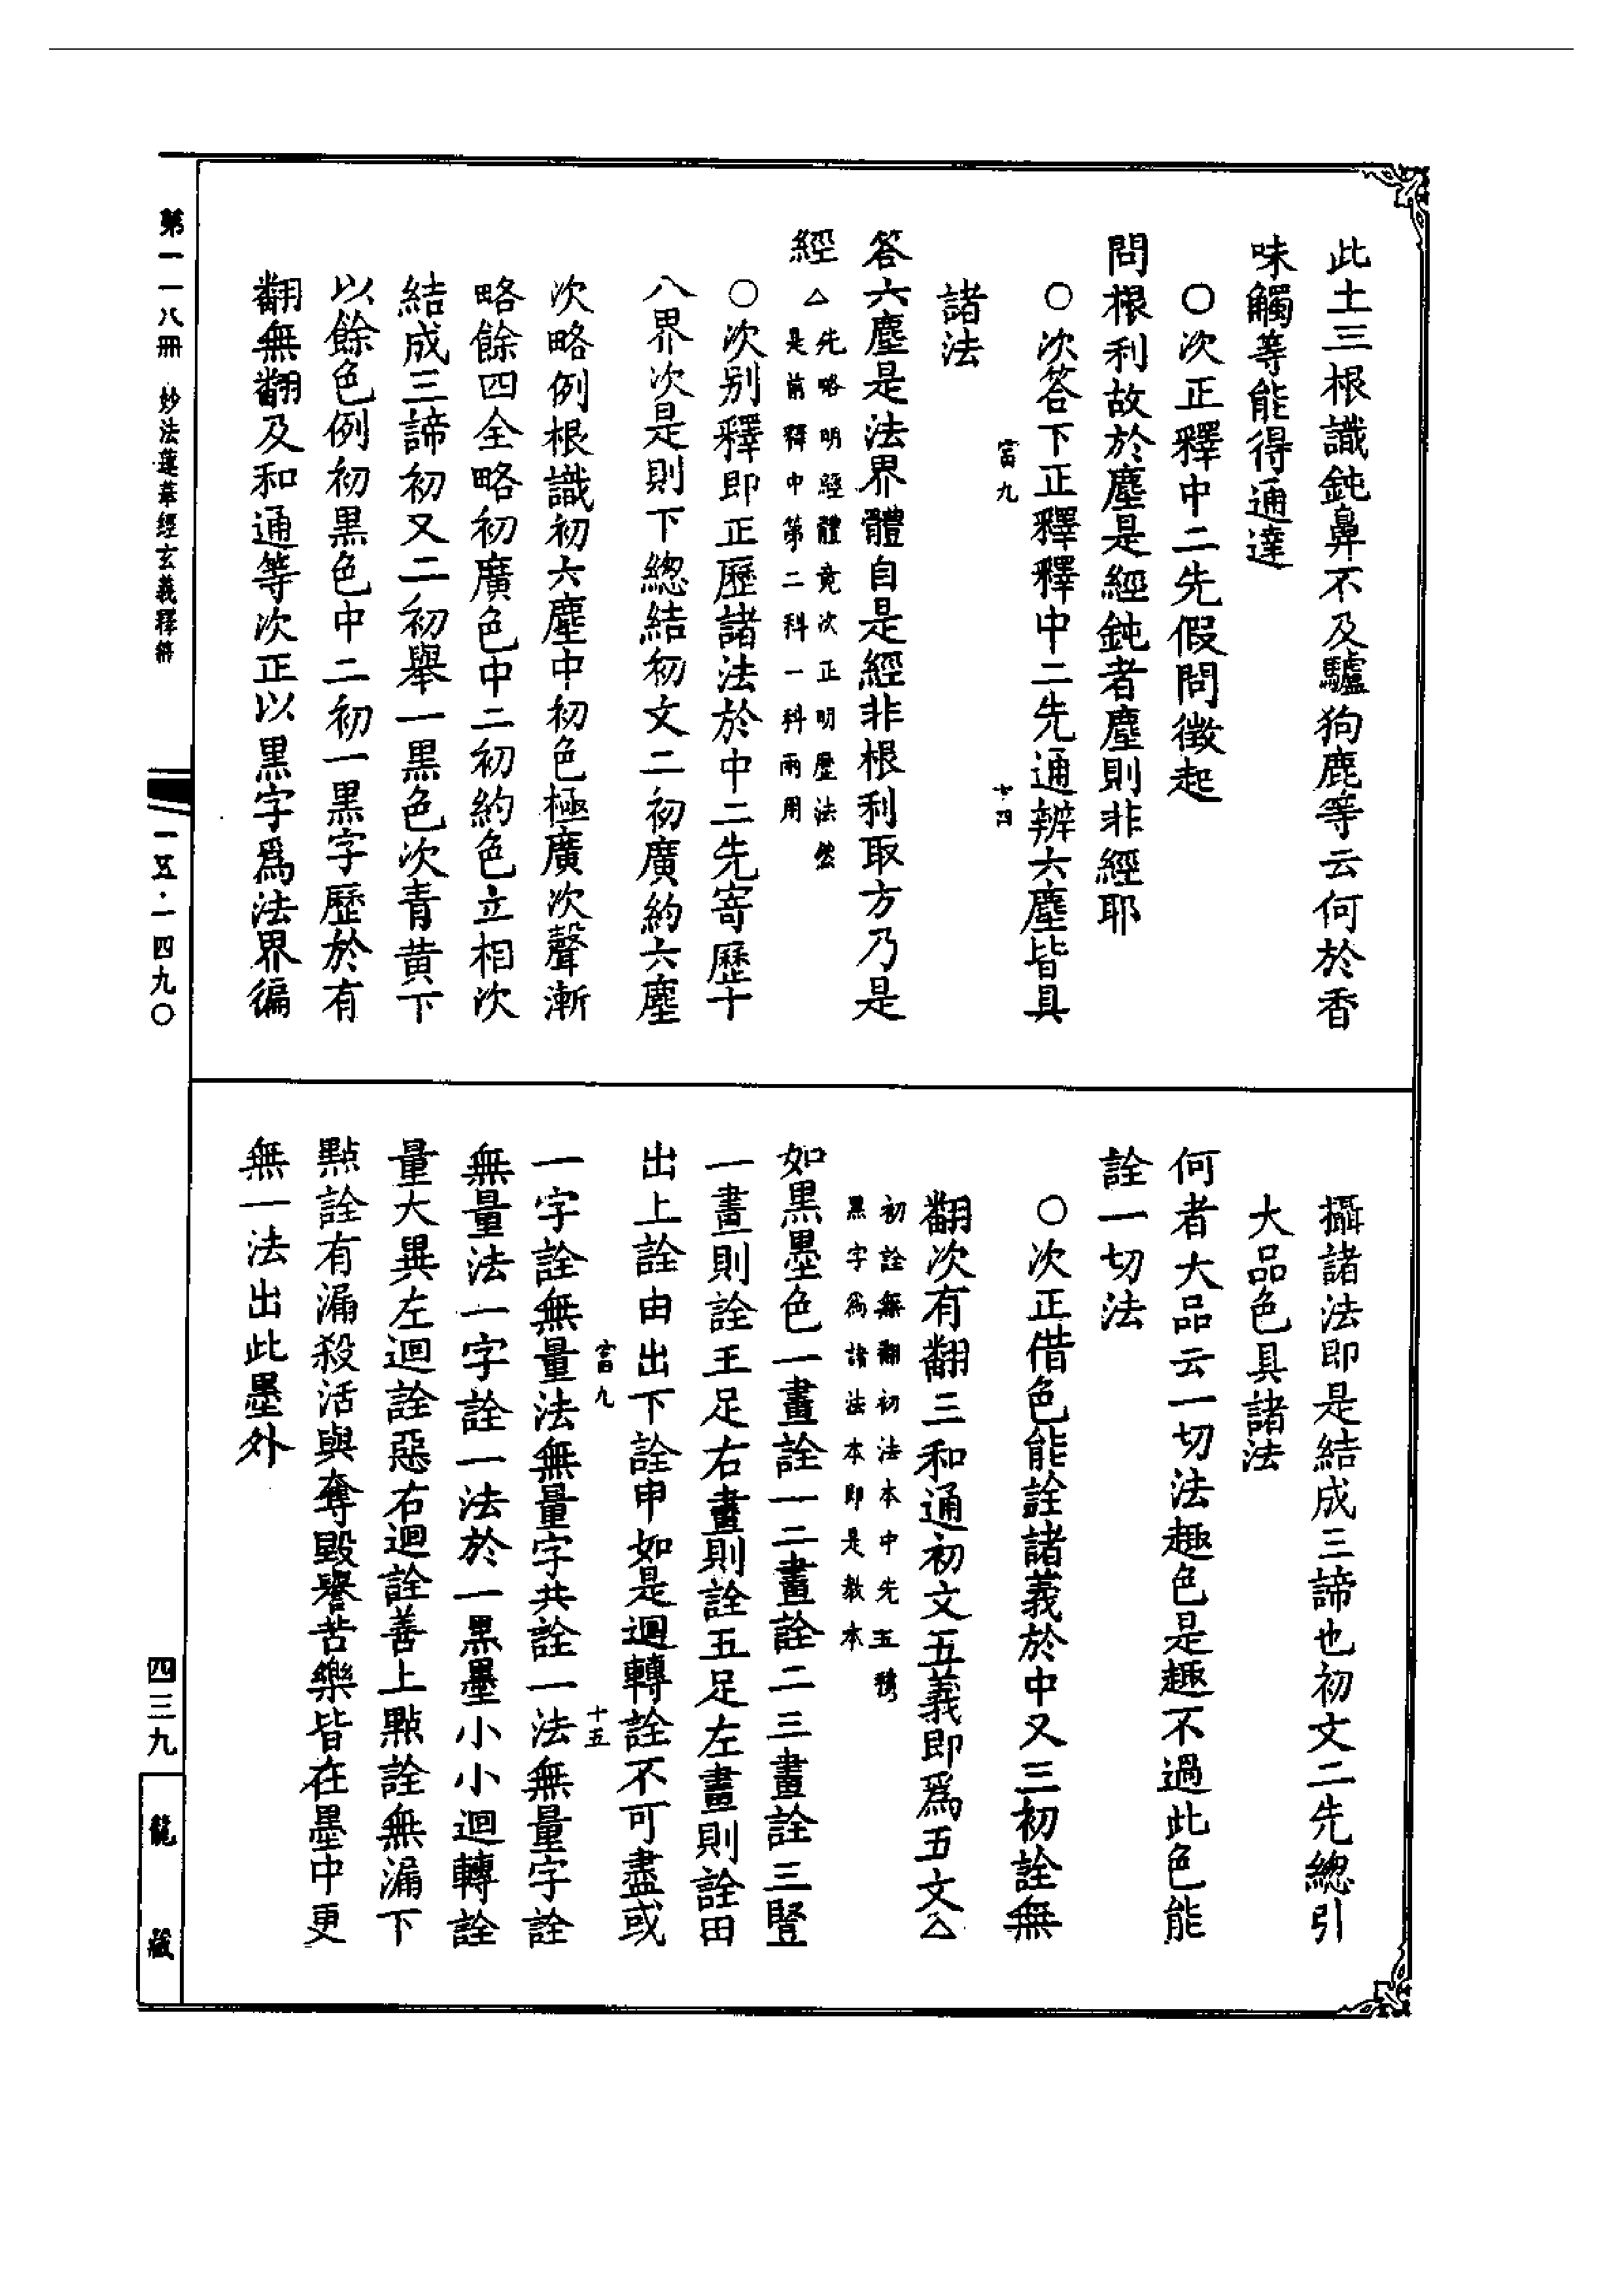 此土三根識鈍鼻不及驢狗鹿等云何於香
味觸等能得通達
○次正釋中二先假問徵起
問根利故於塵是經鈍者塵則非經耶
○次答下正釋釋中二先通辨六塵皆具
諸法
富九
十四
答六塵是法界體自是經非根利取方乃是
經△先略明經體竟次正明歷法然
是前釋中第二科一科兩用
○次別釋即正歷諸法於中二先寄歷十
八界次是則下總結初文二初廣約六塵
次略例根識初六塵中初色極廣次聲漸
略餘四全略初廣色中二初約色立相次
結成三諦初又二初舉一黑色次青黃下
以餘色例初黑色中二初一黑字歷於有
翻無翻及和通等次正以黑字爲法界徧
攝諸法即是結成三諦也初文二先總引
大品色具諸法
何者大品云一切法趣色是趣不過此色能
詮一切法
○次正借色能詮諸義於中又三初詮無
翻次有翻三和通初文五義即爲五文△
初詮無翻初法本中先五穪
黑字爲諸法本即是教本
如黑墨色一畫詮一二畫詮二三畫詮三豎
一畫則詮王足右畫則詮五足左畫則詮田
出上詮由出下詮申如是迴轉詮不可盡或
富九
十五
一字詮無量法無量字共詮一法無量字詮
無量法一字詮一法於一黑墨小小迴轉詮
量大異左迴詮惡右迴詮善上點詮無漏下
點詮有漏殺活與奪毀譽苦樂皆在墨中更
無一法出此墨外
第一一八冊　妙法蓮華經玄義釋籤
一五·一四九〇
四三九
龍藏